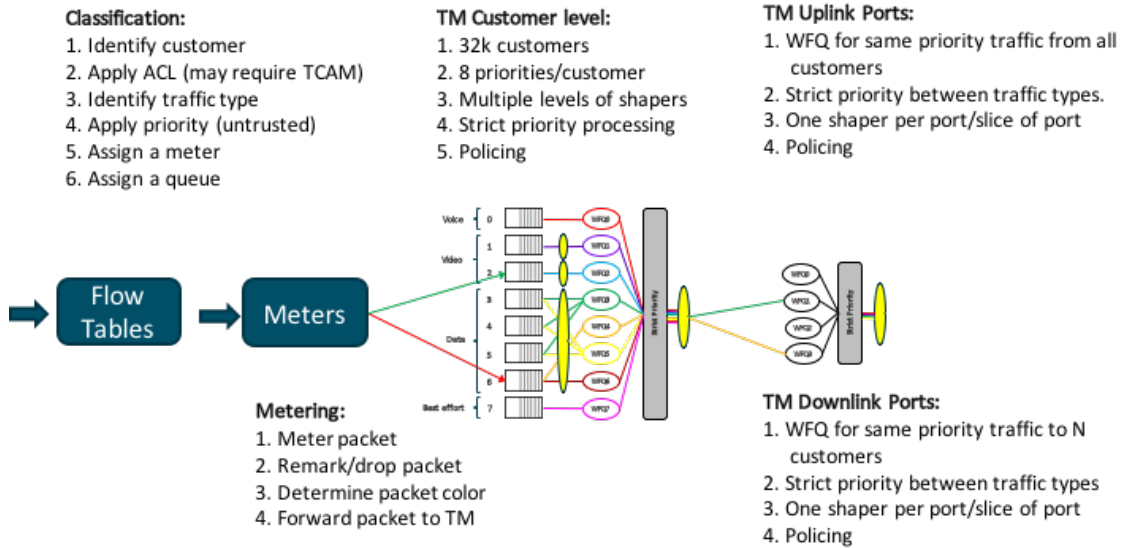 Classification:
1. Identify customer
2. Apply ACL (may require TCAM)
3. Identify traffic type
4. Apply priority (untrusted)
5. Assign a meter
6. Assign a queue
TM Customer level:
1. 32k customers
2. 8 priorities/customer
3. Multiple levels of shapers
4. Strict priority processing
5. Policing
TM Uplink Ports:
1. WFQ for same priority traffic from all
customers
2. Strict priority between traffic types.
3. One shaper per port/slice of port
4. Policing
Flow
Tables
Meters
Voice
0
Video
1
2
Data
3
4
5
6
Best effort
7
WFQ0
WFQ1
WFQ2
WFQ3
WFQ4
WFQ5
WFQ6
WFQ7
Strict Priority
WFQ0
WFQ1
WFQ2
WFQ3
Strict Priority
Metering:
1. Meter packet
2. Remark/drop packet
3. Determine packet color
4. Forward packet to TM
TM Downlink Ports:
1. WFQ for same priority traffic to N
customers
2. Strict priority between traffic types
3. One shaper per port/slice of port
4. Policing